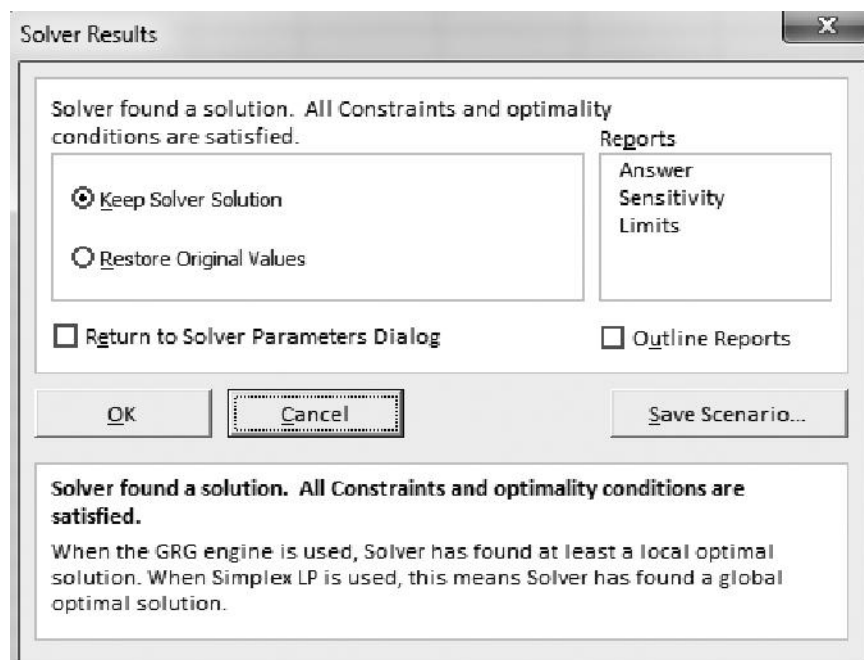 Solver Results
X
Solver found a solution. All Constraints and optimality
conditions are satisfied.
Reports
Answer
Sensitivity
Limits
Keep Solver Solution
Restore Original Values
Return to Solver Parameters Dialog
Outline Reports
OK
Cancel
Save Scenario...
Solver found a solution. All Constraints and optimality conditions are
satisfied.
When the GRG engine is used, Solver has found at least a local optimal
solution. When Simplex LP is used, this means Solver has found a global
optimal solution.